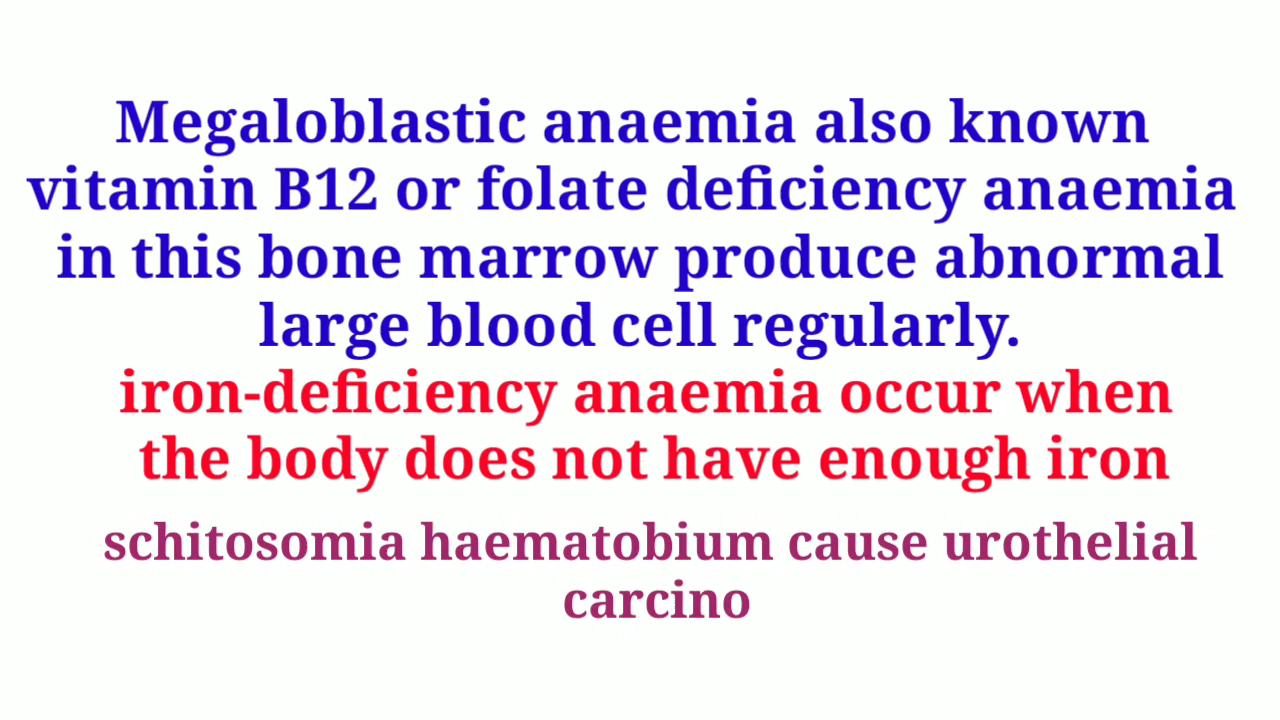 Megaloblastic anaemia also known
vitamin B12 or folate deficiency anaemia
in this bone marrow produce abnormal
large blood cell regularly.
iron-deficiency anaemia occur when
the body does not have enough iron
schitosomia haematobium cause urothelial
carcino